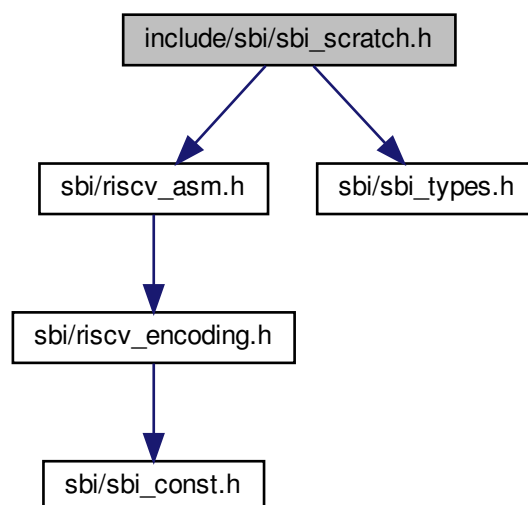 include/sbi/sbi_scratch.h
sbi/riscv_asm.h
sbi/sbi_types.h
sbi/riscv_encoding.h
sbi/sbi_const.h